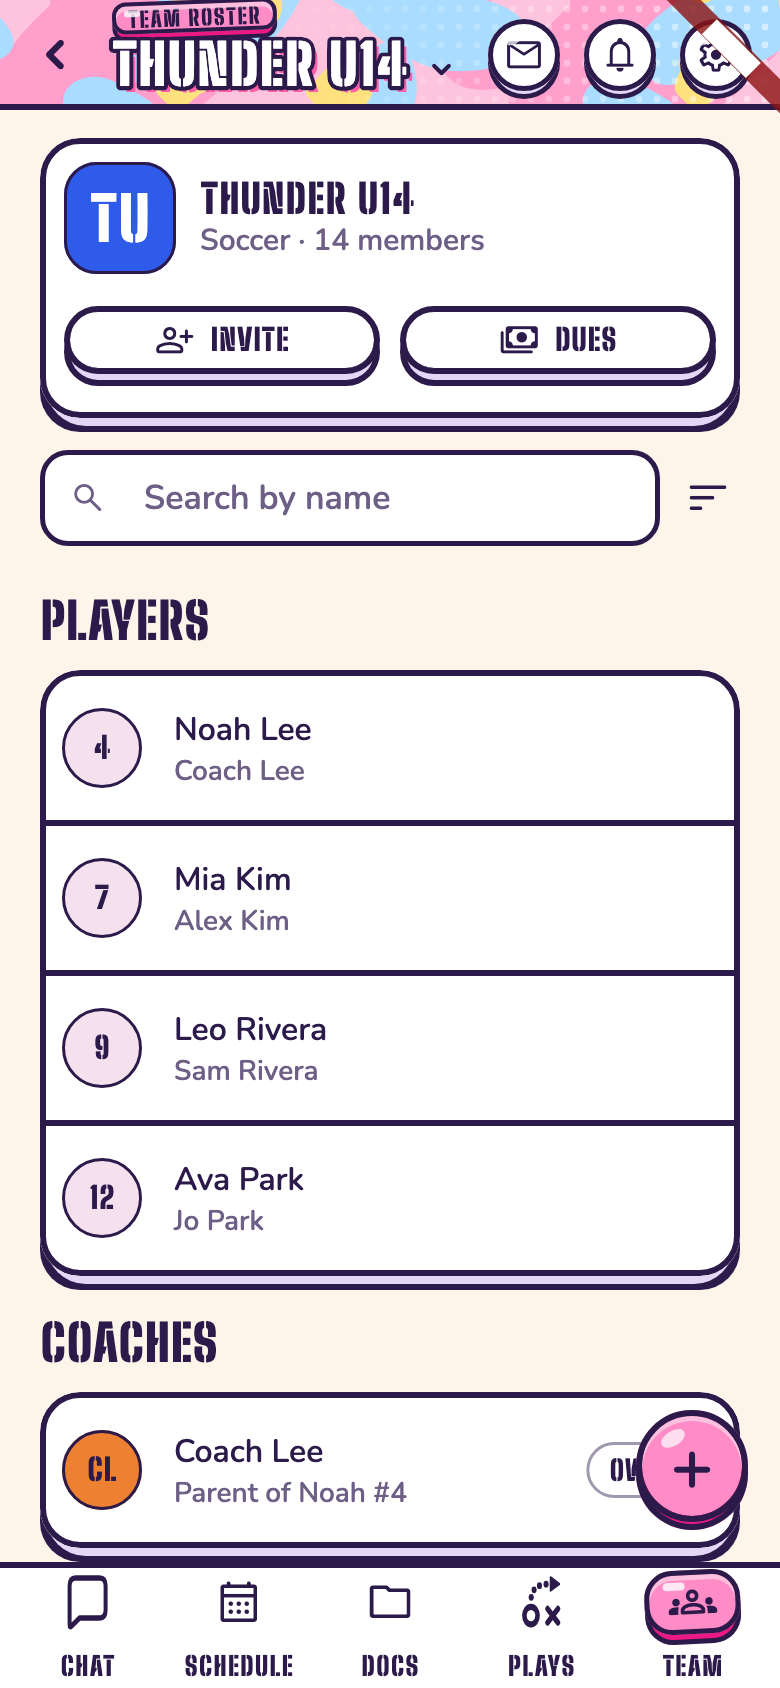 TEAM ROSTER
THUNDER U14
TU
THUNDER U14
Soccer · 14 members
INVITE
DUES
Search by name
PLAYERS
4
Noah Lee
Coach Lee
7
Mia Kim
Alex Kim
9
Leo Rivera
Sam Rivera
12
Ava Park
Jo Park
COACHES
CL
Coach Lee
Parent of Noah #4
CHAT
SCHEDULE
DOCS
PLAYS
TEAM